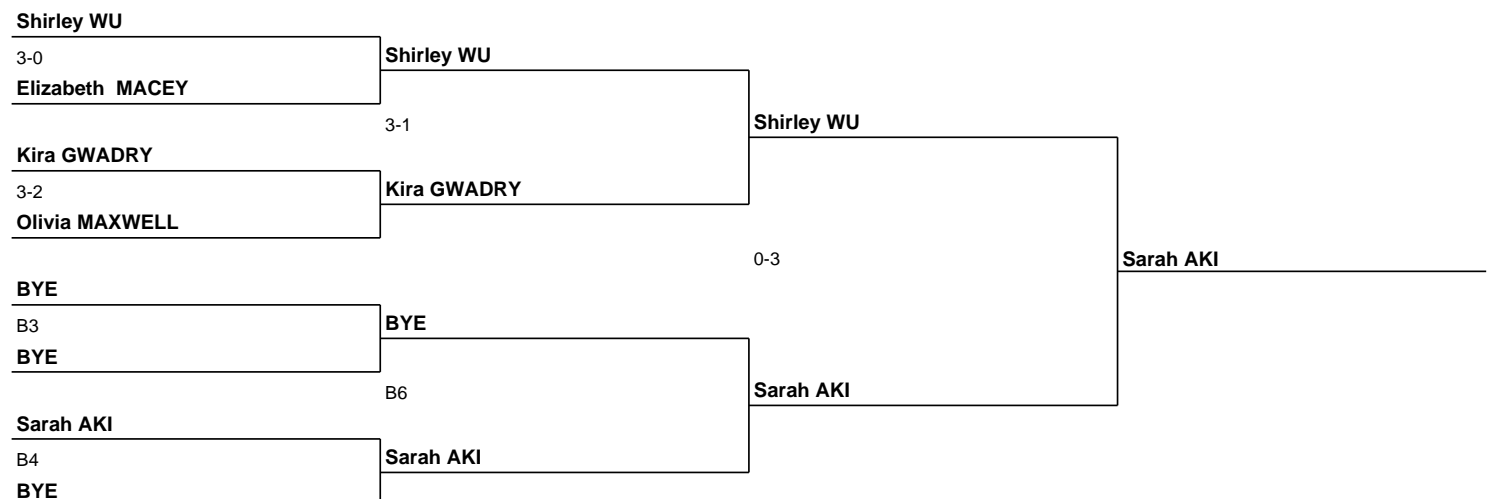 Shirley WU
3-0
Shirley WU
Elizabeth  MACEY
3-1
Shirley WU
Kira GWADRY
3-2
Kira GWADRY
Olivia MAXWELL
0-3
Sarah AKI
BYE
B3
BYE
BYE
B6
Sarah AKI
Sarah AKI
B4
Sarah AKI
BYE